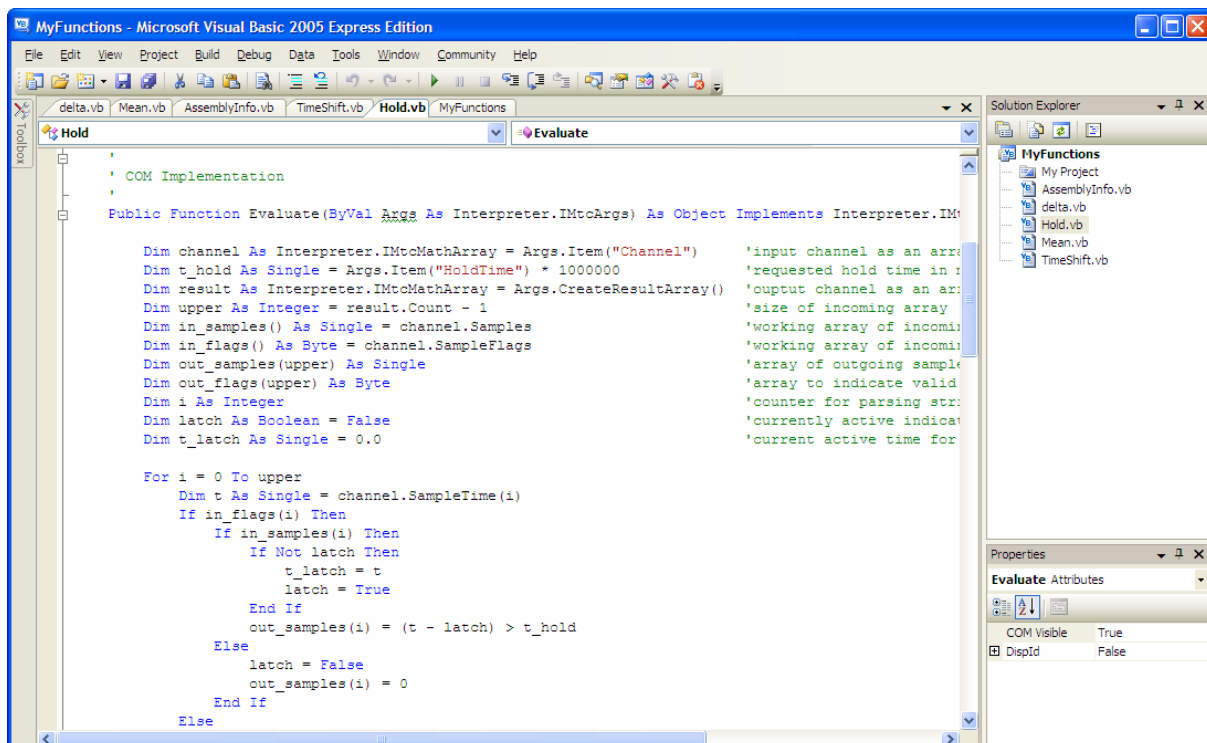 MyFunctions - Microsoft Visual Basic 2005 Express Edition
File Edit View Project Build Debug Data Tools Window Community Help
Toolbox
delta.vb Mean.vb AssemblyInfo.vb TimeShift.vb Hold.vb MyFunctions
Hold Evaluate
'
' COM Implementation
'
Public Function Evaluate(ByVal Args As Interpreter.IMtcArgs) As Object Implements Interpreter.IMt
Dim channel As Interpreter.IMtcMathArray = Args.Item("Channel") 'input channel as an arra
Dim t_hold As Single = Args.Item("HoldTime") * 1000000 'requested hold time in
Dim result As Interpreter.IMtcMathArray = Args.CreateResultArray() 'ouptut channel as an arr
Dim upper As Integer = result.Count - 1 'size of incoming array
Dim in_samples() As Single = channel.Samples 'working array of incomin
Dim in_flags() As Byte = channel.SampleFlags 'working array of incomin
Dim out_samples(upper) As Single 'array of outgoing sample
Dim out_flags(upper) As Byte 'array to indicate valid
Dim i As Integer 'counter for parsing stri
Dim latch As Boolean = False 'currently active indicat
Dim t_latch As Single = 0.0 'current active time for
For i = 0 To upper
Dim t As Single = channel.SampleTime(i)
If in_flags(i) Then
If in_samples(i) Then
If Not latch Then
t_latch = t
latch = True
End If
out_samples(i) = (t - latch) > t_hold
Else
latch = False
out_samples(i) = 0
End If
Else
Solution Explorer
MyFunctions
My Project
AssemblyInfo.vb
delta.vb
Hold.vb
Mean.vb
TimeShift.vb
Properties
Evaluate Attributes
COM Visible True
DispId False